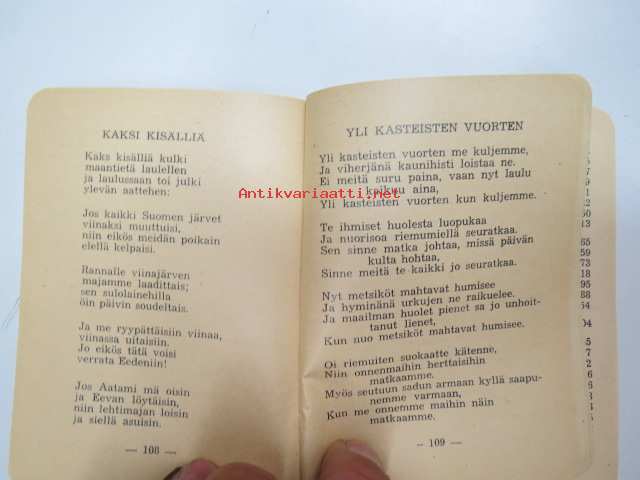 KAKSI KISÄLLIÄ
Kaks kisälliä kulki
maantietä laulellen
ja laulussan toi julki
ylevän aattehen:
Jos kaikki Suomen järvet
viinaksi muuttuisi,
niin eikös meidän poikain
elellä kelpaisi.
Rannalle viinajärven
majamme laadittais;
sen sulolainehilla
öin päivin soudeltais.
Ja me ryypättäisiin viinaa,
viinassa uitaisiin.
Jo eikös tätä voisi
verrata Eedeniin!
Jos Aatami mä oisin
ja Eevan löytäisin,
niin lehtimajan loisin
ja siellä asuisin.
— 108 —
YLI KASTEISTEN VUORTEN
Yli kasteisten vuorten me kuljemme,
Ja viherjänä kaunihisti loistaa ne.
Ei meitä suru paina, vaan nyt laulu
kaikuu aina,
Yli kasteisten vuorten kun kuljemme.
Te ihmiset huolesta luopukaa
Ja nuorisoa riemumiellä seuratkaa.
Sen sinne matka johtaa, missä päivän
kulta hohtaa,
Sinne meitä te kaikki jo seuratkaa.
Nyt metsiköt mahtavat humisee
Ja hyminänä urkujen ne raikuelee.
Ja maailman huolet pienet sa jo unhoit-
tanut lienet,
Kun nuo metsiköt mahtavat humisee.
Oi riemuiten suokaatte kätenne,
Niin onnenmaihin herttaisihin
matkaamme.
Myös seutuun sadun armaan kyllä saapu-
nemme varmaan,
Kun me onnemme maihin näin
matkaamme.
— 109 —
Antikvariaatti.net